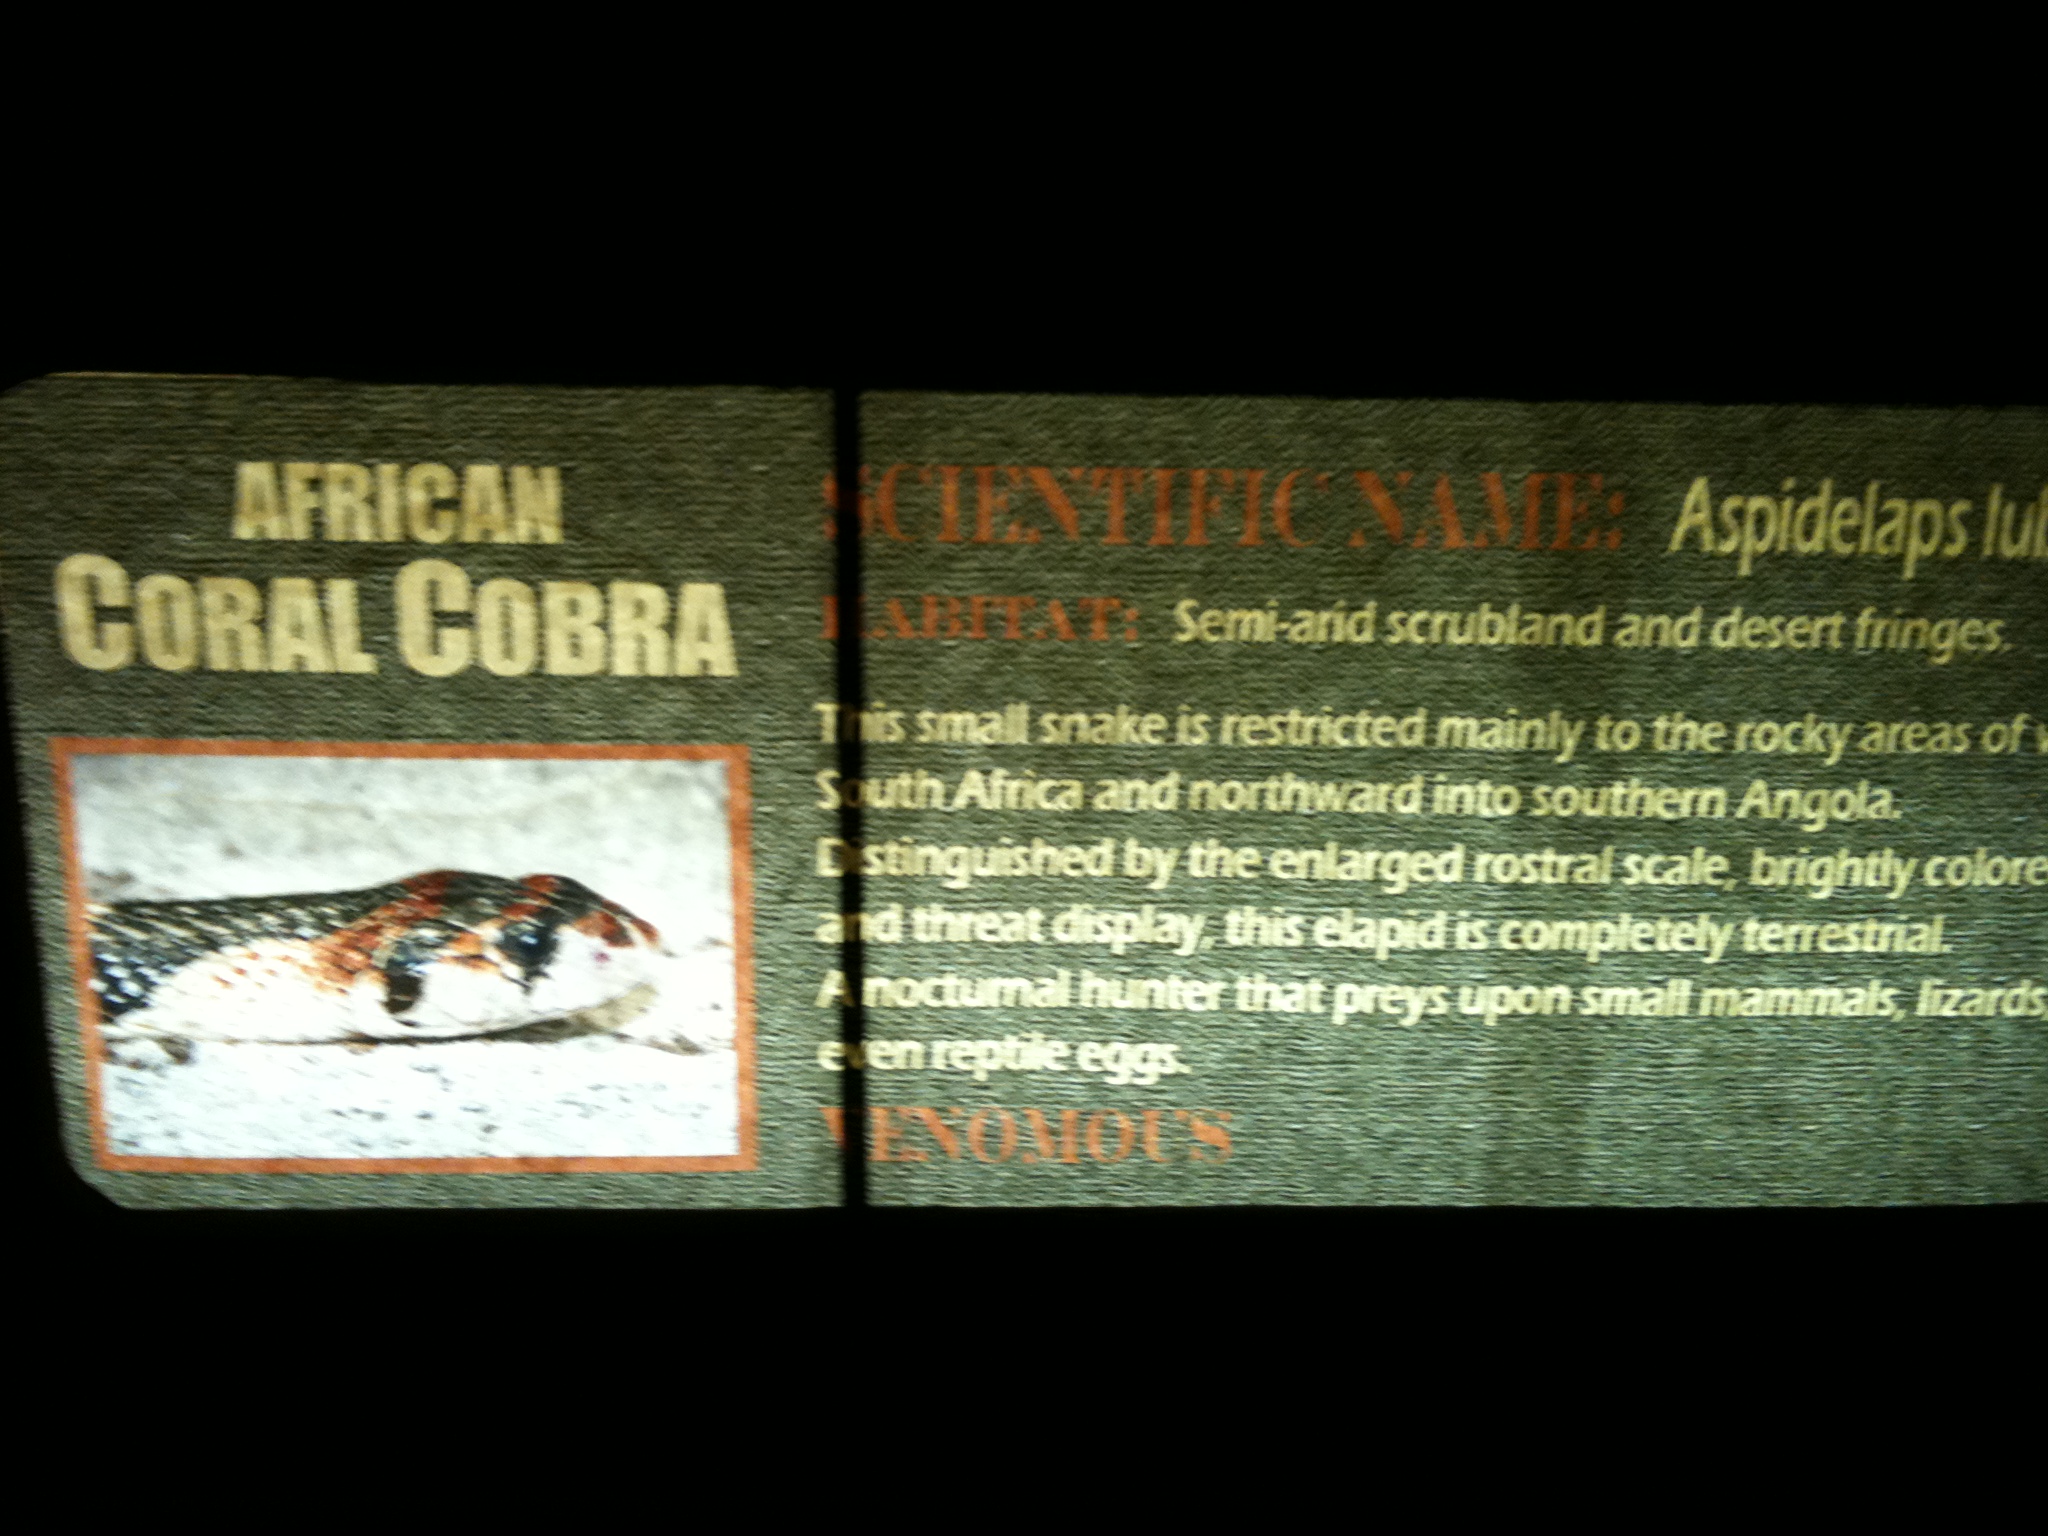 AFRICAN
CORAL COBRA
SCIENTIFIC NAME: Aspidelaps
HABITAT: Semi-arid scrubland and desert fringes.
This small snake is restricted mainly to the rocky areas of
South Africa and northward into southern Angola.
Distinguished by the enlarged rostral scale, brightly
and threat display, this elapid is completely terrestrial.
A nocturnal hunter that preys upon small mammals, lizards,
even reptile eggs.
VENOMOUS